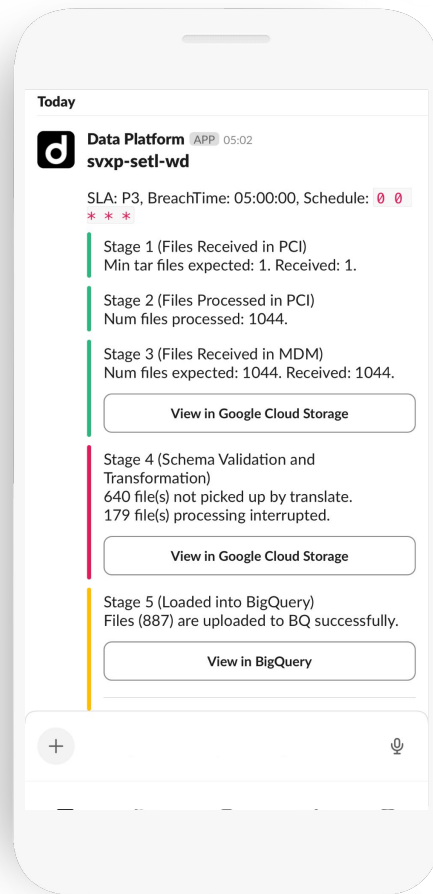 Today
d
Data Platform APP 05:02
svxp-setl-wd
SLA: P3, BreachTime: 05:00:00, Schedule: 0 0
* * *
Stage 1 (Files Received in PCI)
Min tar files expected: 1. Received: 1.
Stage 2 (Files Processed in PCI)
Num files processed: 1044.
Stage 3 (Files Received in MDM)
Num files expected: 1044. Received: 1044.
View in Google Cloud Storage
Stage 4 (Schema Validation and
Transformation)
640 file(s) not picked up by translate.
179 file(s) processing interrupted.
View in Google Cloud Storage
Stage 5 (Loaded into BigQuery)
Files (887) are uploaded to BQ successfully.
View in BigQuery